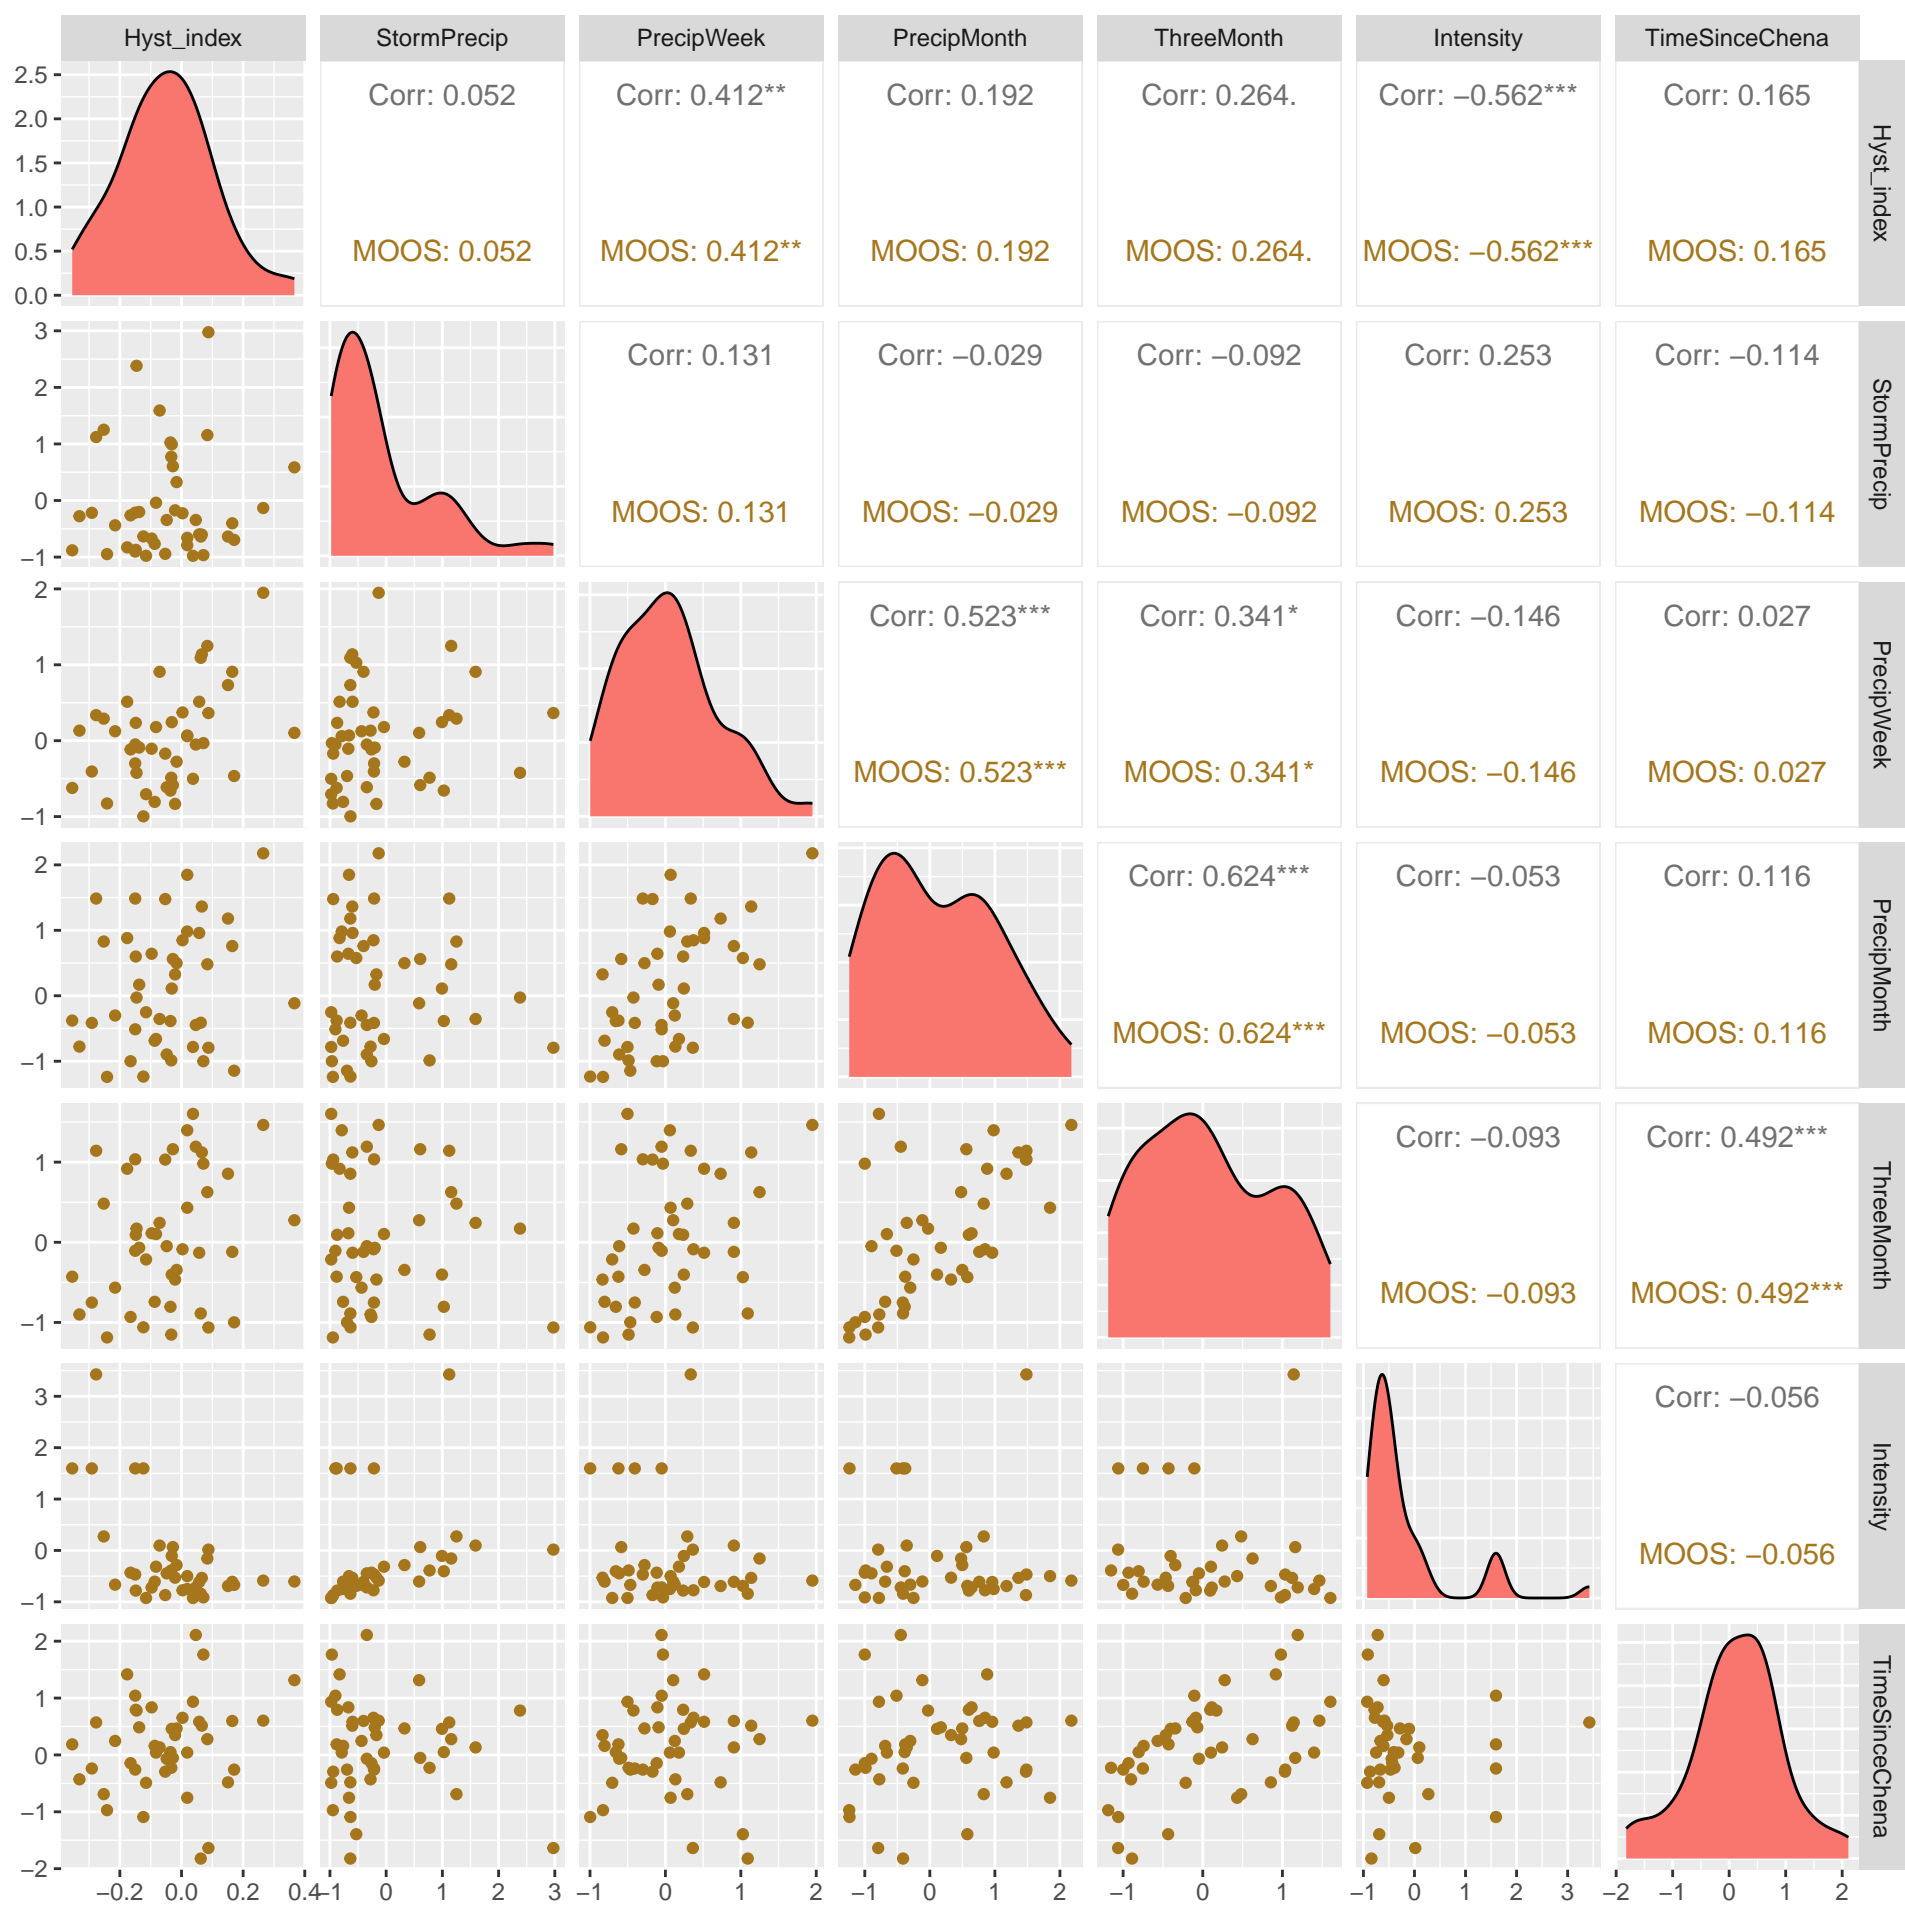 Hyst_index StormPrecip PrecipWeek PrecipMonth ThreeMonth Intensity TimeSinceChena
2.5
2.0
1.5
1.0
0.5
0.0
Corr: 0.052 Corr: 0.412** Corr: 0.192 Corr: 0.264. Corr: −0.562*** Corr: 0.165
MOOS: 0.052 MOOS: 0.412** MOOS: 0.192 MOOS: 0.264. MOOS: −0.562*** MOOS: 0.165
Hyst_index
3
2
1
0
−1
Corr: 0.131 Corr: −0.029 Corr: −0.092 Corr: 0.253 Corr: −0.114
MOOS: 0.131 MOOS: −0.029 MOOS: −0.092 MOOS: 0.253 MOOS: −0.114
StormPrecip
2
1
0
−1
Corr: 0.523*** Corr: 0.341* Corr: −0.146 Corr: 0.027
MOOS: 0.523*** MOOS: 0.341* MOOS: −0.146 MOOS: 0.027
PrecipWeek
2
1
0
−1
Corr: 0.624*** Corr: −0.053 Corr: 0.116
MOOS: 0.624*** MOOS: −0.053 MOOS: 0.116
PrecipMonth
1
0
−1
Corr: −0.093 Corr: 0.492***
MOOS: −0.093 MOOS: 0.492***
ThreeMonth
3
2
1
0
−1
Corr: −0.056
MOOS: −0.056
Intensity
2
1
0
−1
−2
TimeSinceChena
−0.2 0.0 0.2 0.4 −1 0 1 2 3 −1 0 1 2 −1 0 1 2 −1 0 1 −1 0 1 2 3 −2 −1 0 1 2